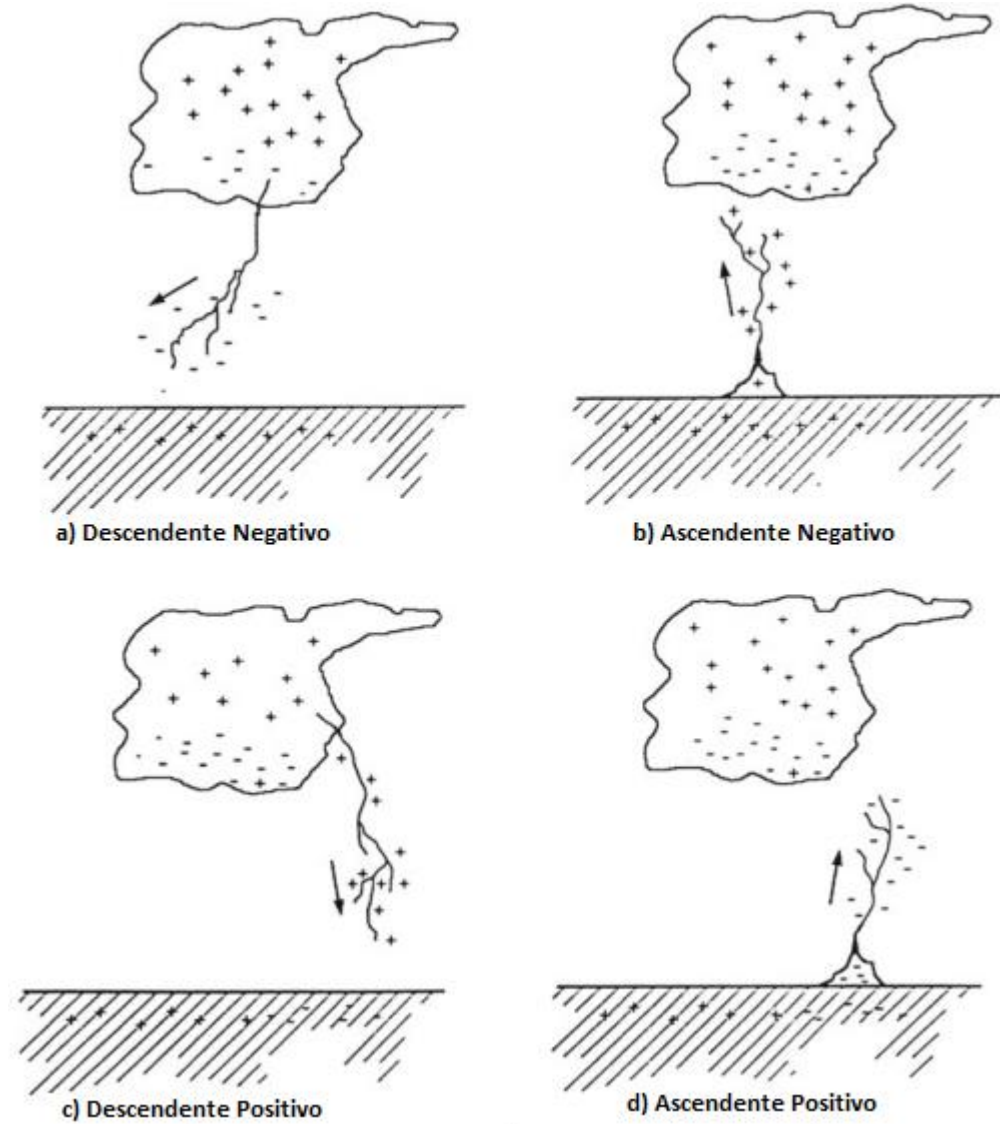 a) Descendente Negativo
b) Ascendente Negativo
c) Descendente Positivo
d) Ascendente Positivo